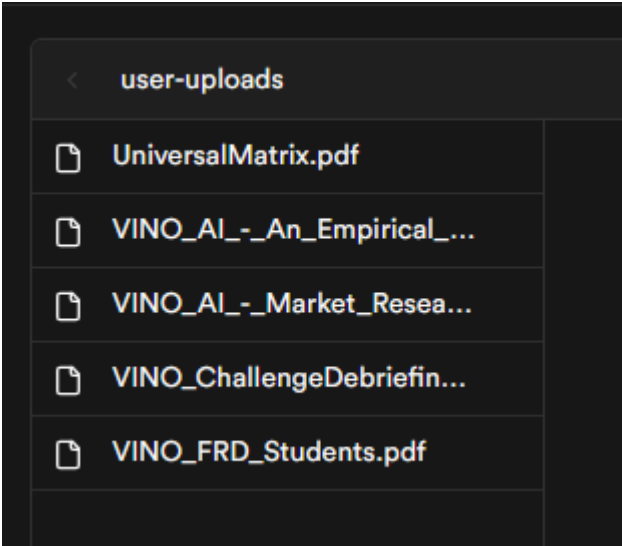 user-uploads
UniversalMatrix.pdf
VINO_AI_-_An_Empirical_...
VINO_AI_-_Market_Resea...
VINO_ChallengeDebriefin...
VINO_FRD_Students.pdf